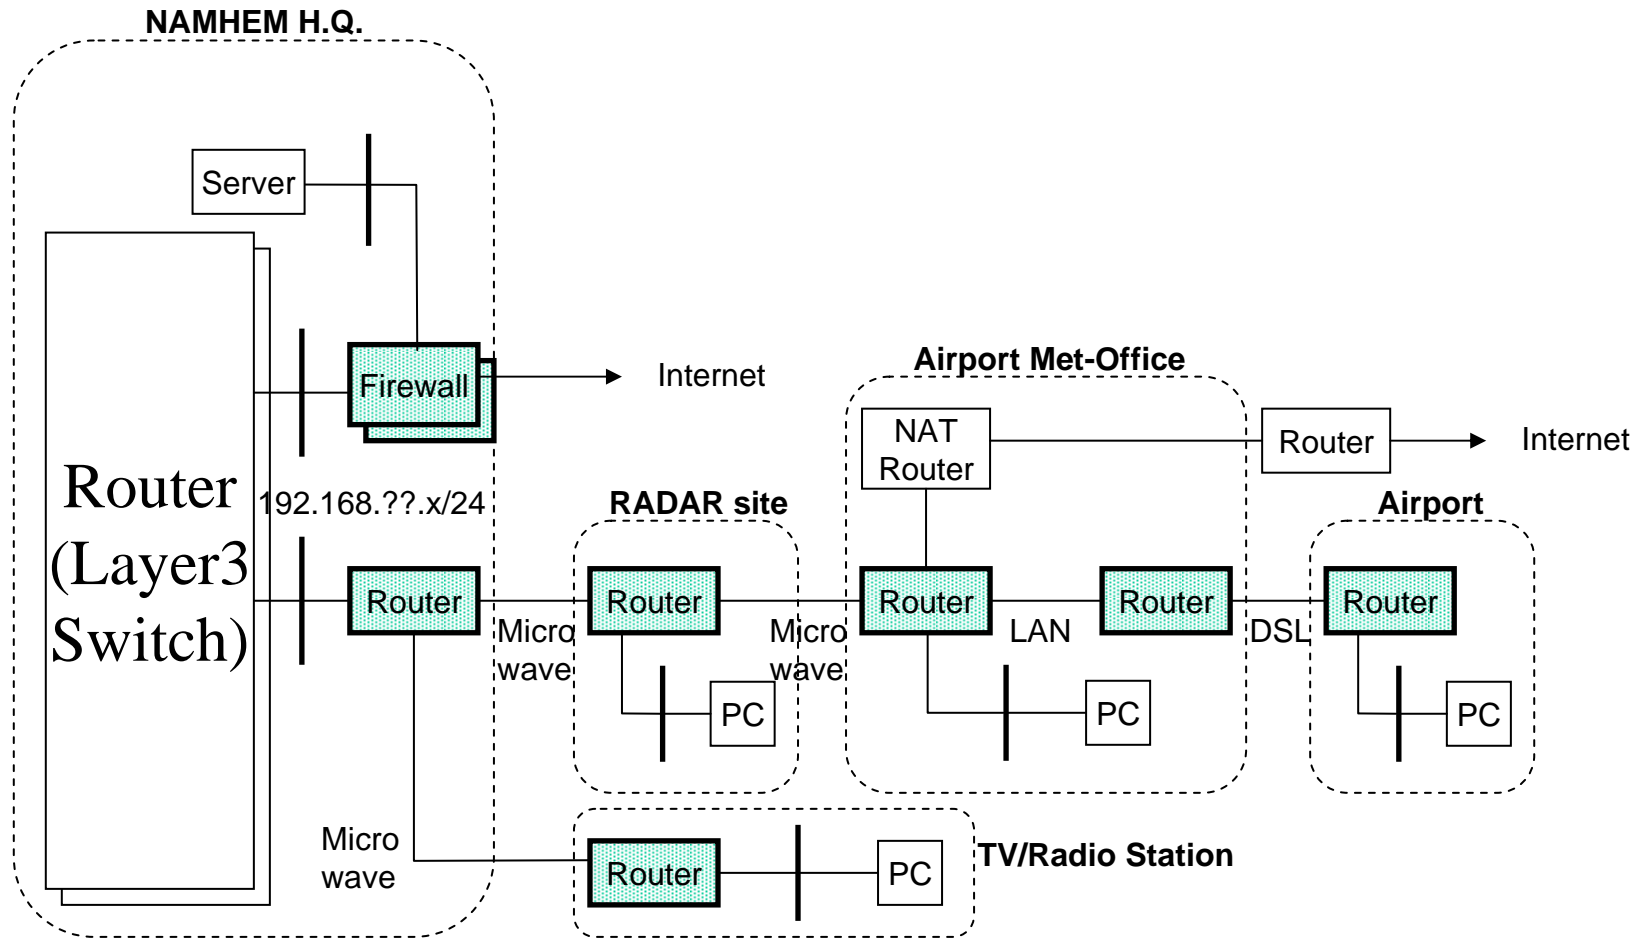 NAMHEM H.Q.
Server
Firewall
Internet
Airport Met-Office
NAT
Router
Router
Internet
Router
(Layer3
Switch)
192.168.??.x/24
RADAR site
Airport
Router
Micro
wave
Router
Micro
wave
Router
LAN
Router
DSL
Router
PC
PC
PC
Micro
wave
Router
PC
TV/Radio Station